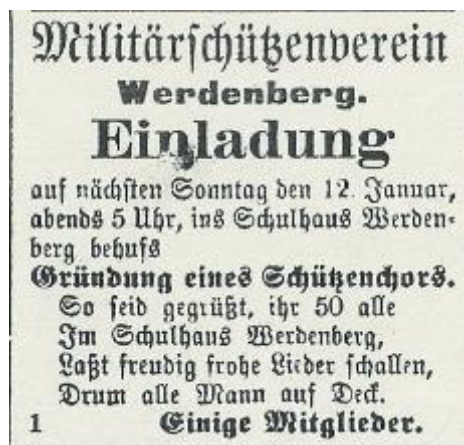 Militärschützenverein
Werdenberg.
Einladung
auf nächsten Sonntag den 12. Januar,
abends 5 Uhr, ins Schulhaus Werden-
berg behufs
Gründung eines Schützenchors.
So seid gegrüßt, ihr 50 alle
Im Schulhaus Werdenberg,
Laßt freudig frohe Lieder schallen,
Drum alle Mann auf Deck.
1 Einige Mitglieder.